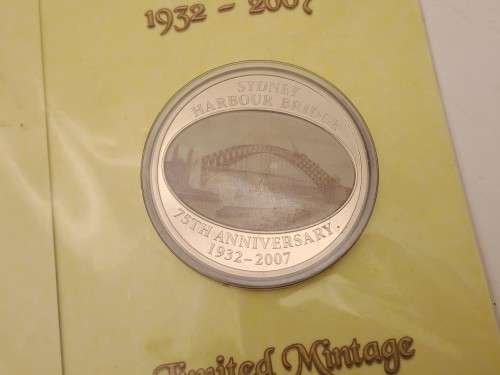 1932 - 2007
SYDNEY
HARBOUR BRIDGE
75TH ANNIVERSARY
1932-2007
Limited Mintage